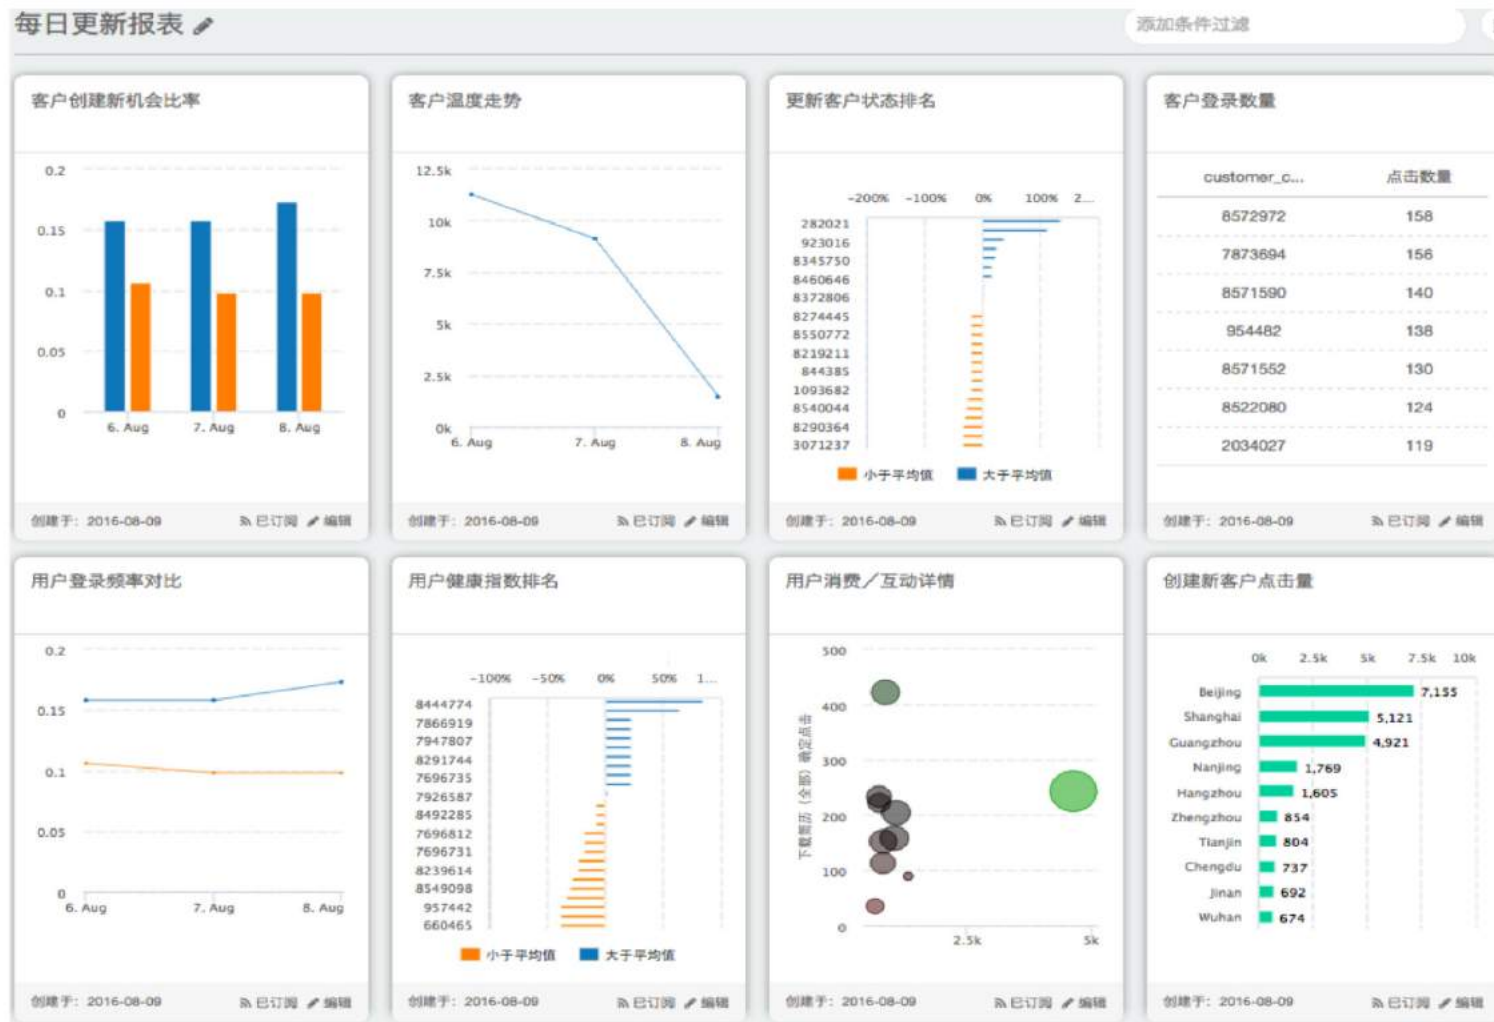 每日更新报表
添加条件过滤
客户创建新机会比率
0.2
0.15
0.1
0.05
0
6. Aug 7. Aug 8. Aug
创建于: 2016-08-09 已订阅 编辑
客户温度走势
12.5k
10k
7.5k
5k
2.5k
0k
6. Aug 7. Aug 8. Aug
创建于: 2016-08-09 已订阅 编辑
更新客户状态排名
-200% -100% 0% 100% 2...
282021
923016
8345750
8460646
8372806
8274445
8550772
8219211
844385
1093682
8540044
8290364
3071237
小于平均值 大于平均值
创建于: 2016-08-09 已订阅 编辑
客户登录数量
customer_c... 点击数量
8572972 158
7873694 156
8571590 140
954482 138
8571552 130
8522080 124
2034027 119
创建于: 2016-08-09 已订阅 编辑
用户登录频率对比
0.2
0.15
0.1
0.05
0
6. Aug 7. Aug 8. Aug
创建于: 2016-08-09 已订阅 编辑
用户健康指数排名
-100% -50% 0% 50% 1...
8444774
7866919
7947807
8291744
7696735
7926587
8492285
7696812
7696731
8239614
8549098
957442
660465
小于平均值 大于平均值
创建于: 2016-08-09 已订阅 编辑
用户消费／互动详情
下载简历 (全部) 确定点击
500
400
300
200
100
0
2.5k 5k
创建于: 2016-08-09 已订阅 编辑
创建新客户点击量
0k 2.5k 5k 7.5k 10k
Beijing 7,155
Shanghai 5,121
Guangzhou 4,921
Nanjing 1,769
Hangzhou 1,605
Zhengzhou 854
Tianjin 804
Chengdu 737
Jinan 692
Wuhan 674
创建于: 2016-08-09 已订阅 编辑